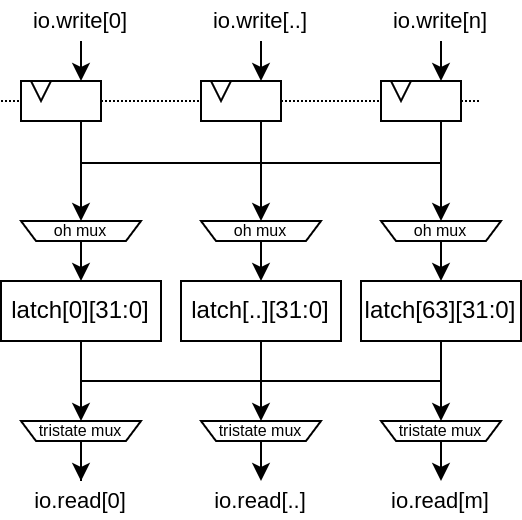 io.write[0] io.write[..] io.write[n]
oh mux oh mux oh mux
latch[0][31:0] latch[..][31:0] latch[63][31:0]
tristate mux tristate mux tristate mux
io.read[0] io.read[..] io.read[m]